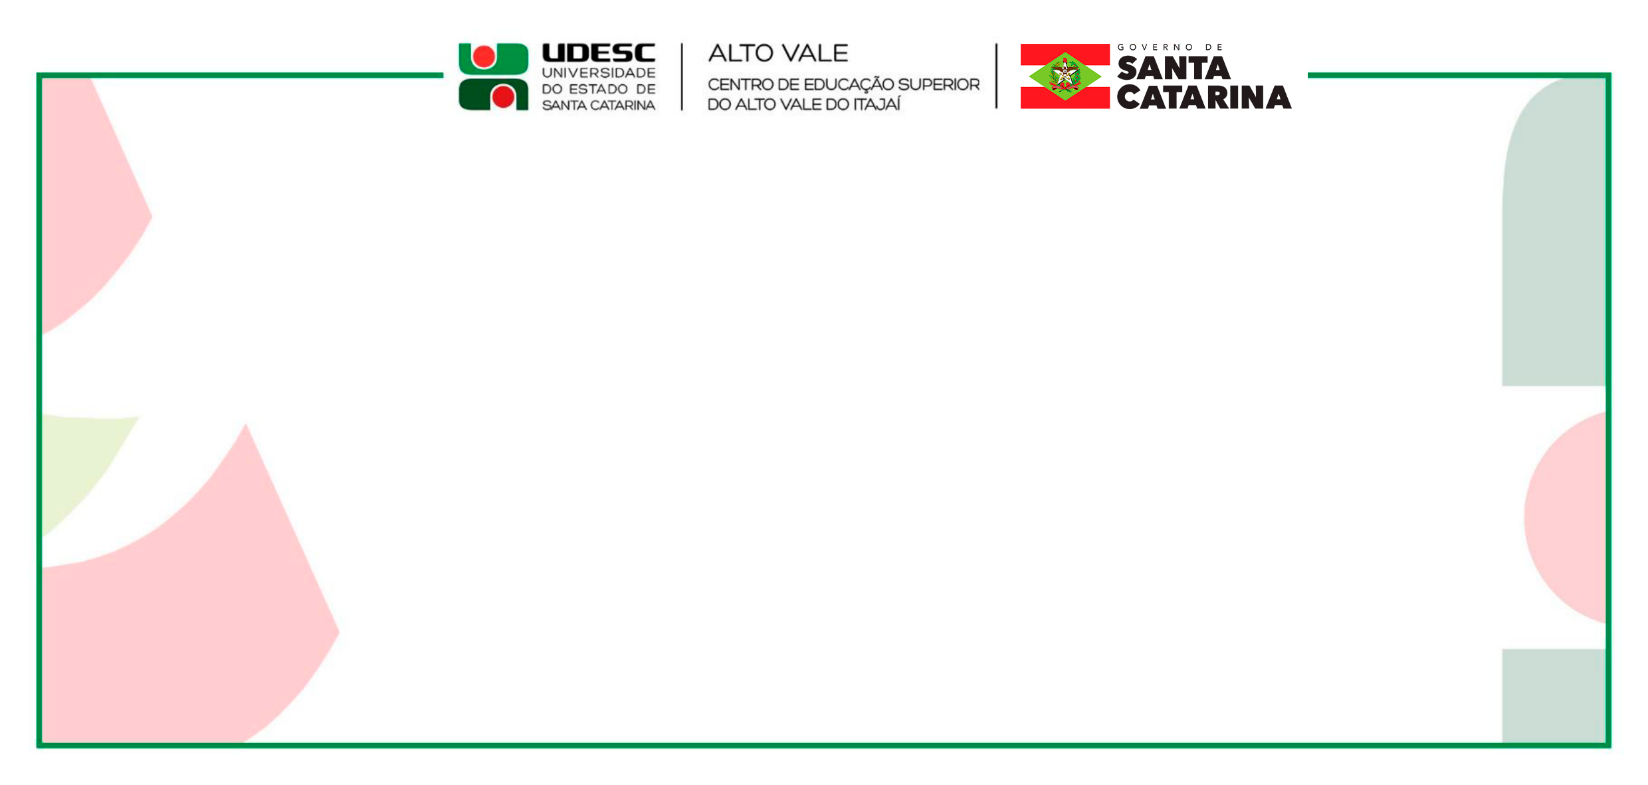 UDESC
UNIVERSIDADE
DO ESTADO DE
SANTA CATARINA
ALTO VALE
CENTRO DE EDUCAÇÃO SUPERIOR
DO ALTO VALE DO ITAJAÍ
GOVERNO DE
SANTA
CATARINA